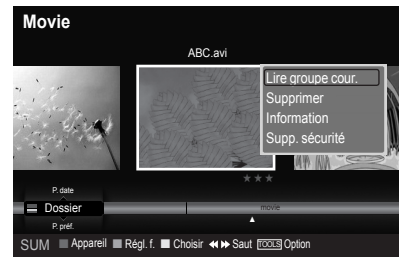 Movie
ABC.avi
Lire groupe cour.
Supprimer
Information
Supp. sécurité
P. date
Dossier
movie
P. préf.
SUM Appareil Régl. f. Choisir Saut TOOLS Option